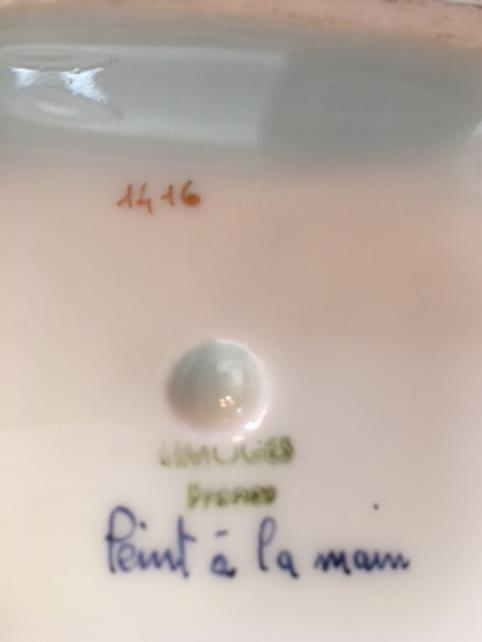 1416
LIMOGES
France
Peint à la main